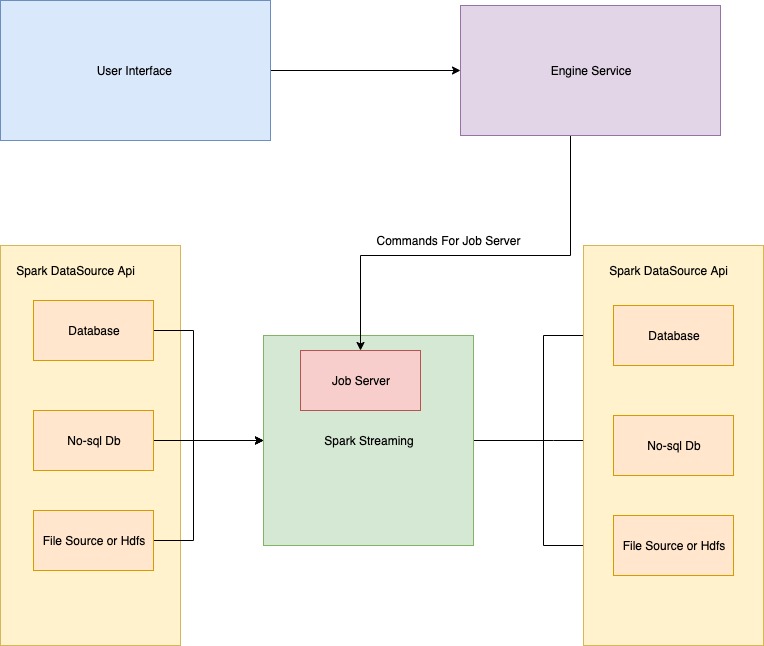 User Interface
Engine Service
Commands For Job Server
Spark DataSource Api
Database
No-sql Db
File Source or Hdfs
Job Server
Spark Streaming
Spark DataSource Api
Database
No-sql Db
File Source or Hdfs